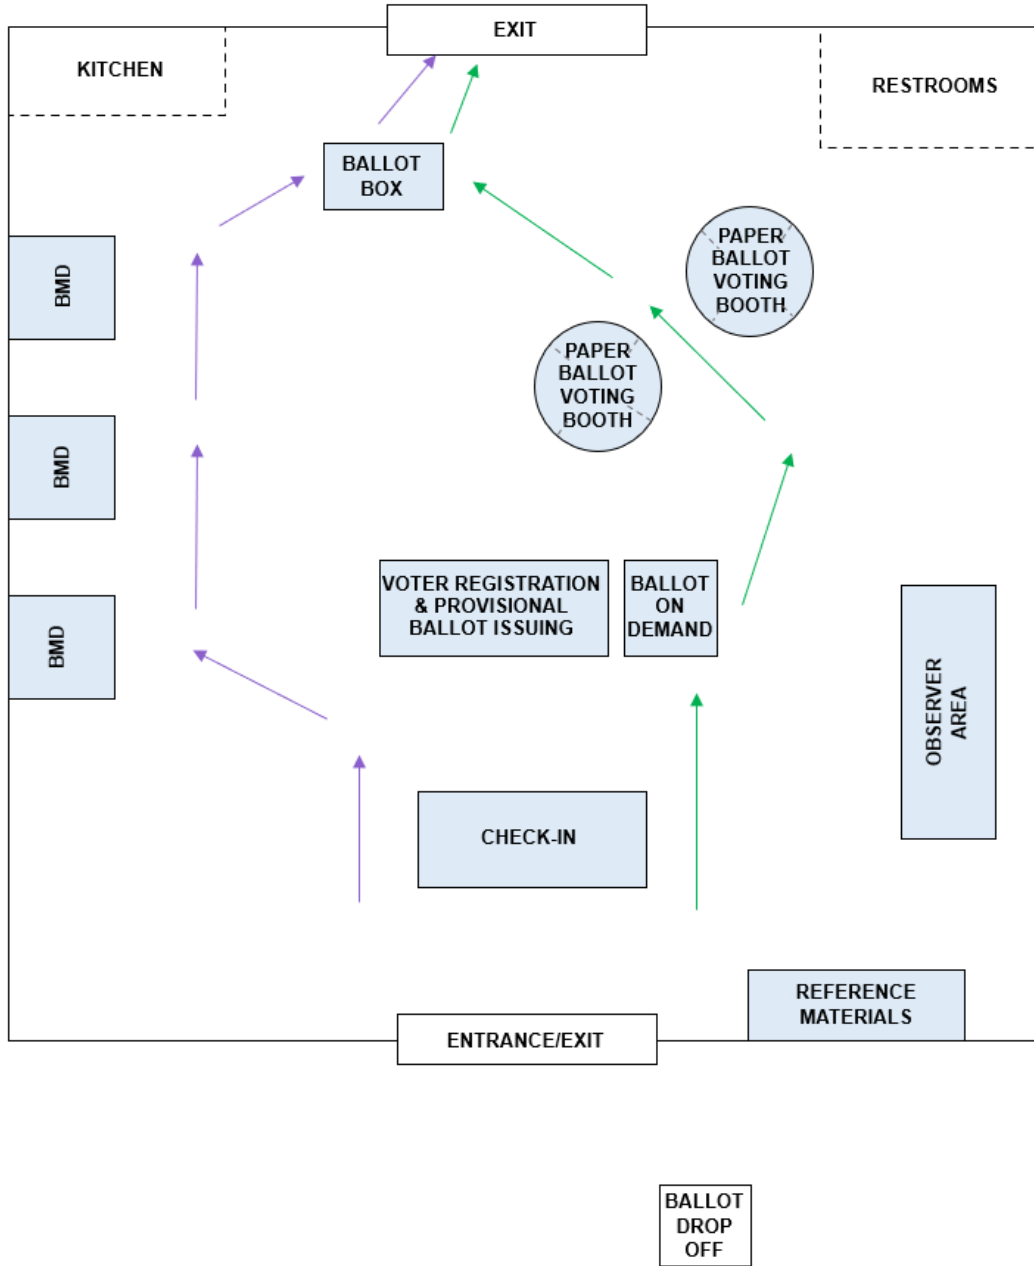 EXIT
KITCHEN
RESTROOMS
BALLOT
BOX
PAPER
BALLOT
VOTING
BOOTH
BMD
PAPER
BALLOT
VOTING
BOOTH
BMD
VOTER REGISTRATION
& PROVISIONAL
BALLOT ISSUING
BALLOT
ON
DEMAND
BMD
OBSERVER
AREA
CHECK-IN
REFERENCE
MATERIALS
ENTRANCE/EXIT
BALLOT
DROP
OFF